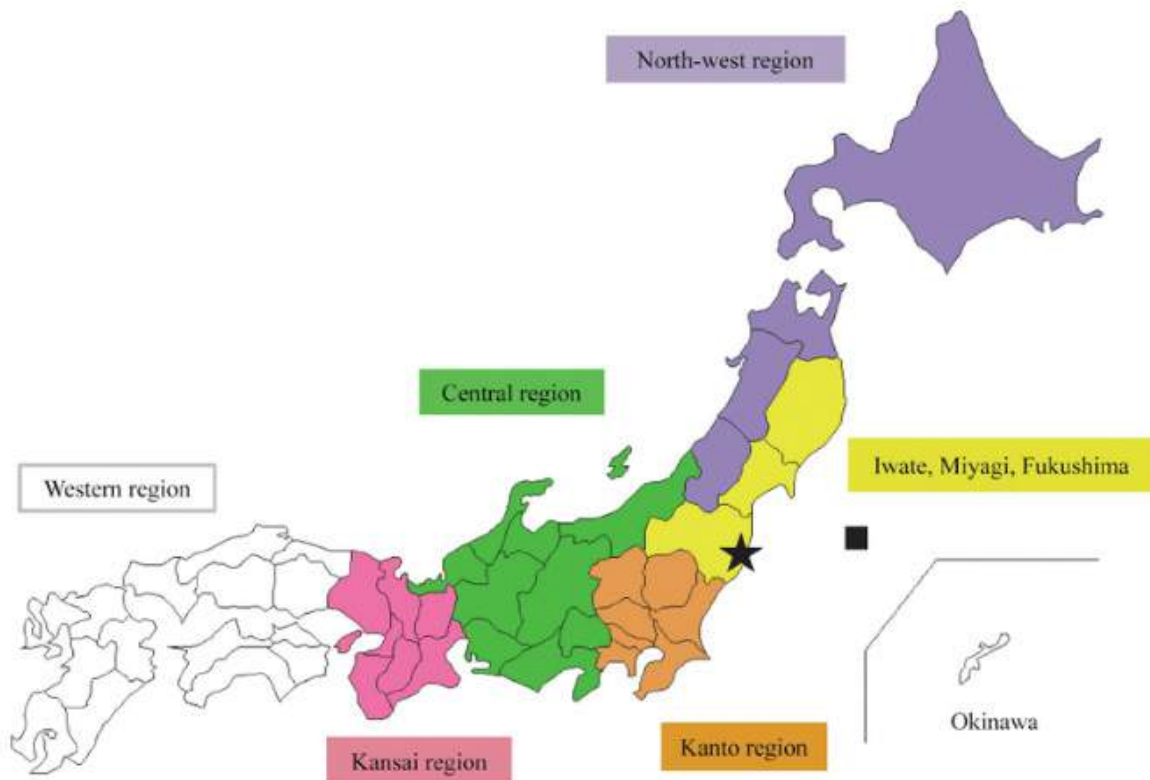 North-west region
Central region
Iwate, Miyagi, Fukushima
Western region
Okinawa
Kansai region
Kanto region